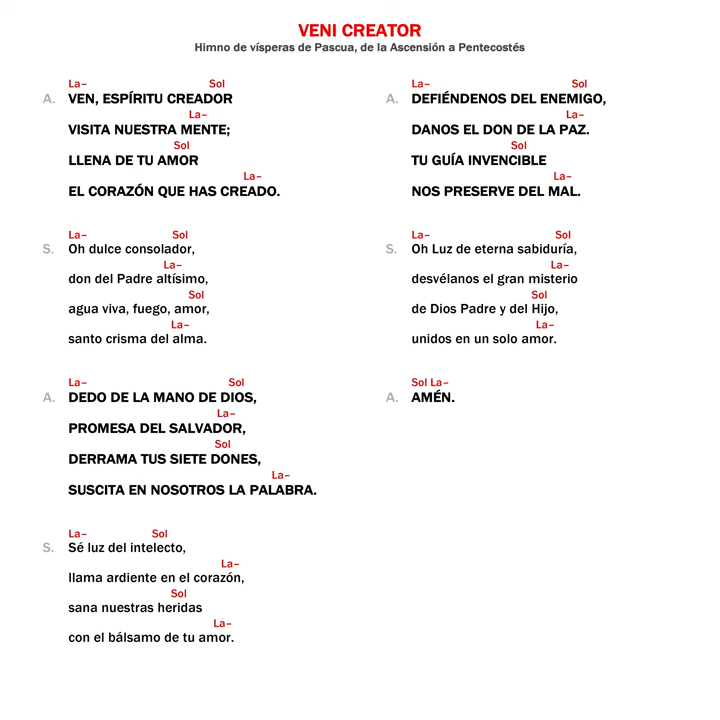 VENI CREATOR
Himno de vísperas de Pascua, de la Ascensión a Pentecostés
La– Sol
A. VEN, ESPÍRITU CREADOR
La–
VISITA NUESTRA MENTE;
Sol
LLENA DE TU AMOR
La–
EL CORAZÓN QUE HAS CREADO.
La– Sol
S. Oh dulce consolador,
La–
don del Padre altísimo,
Sol
agua viva, fuego, amor,
La–
santo crisma del alma.
La– Sol
A. DEDO DE LA MANO DE DIOS,
La–
PROMESA DEL SALVADOR,
Sol
DERRAMA TUS SIETE DONES,
La–
SUSCITA EN NOSOTROS LA PALABRA.
La– Sol
S. Sé luz del intelecto,
La–
llama ardiente en el corazón,
Sol
sana nuestras heridas
La–
con el bálsamo de tu amor.
La– Sol
A. DEFIÉNDENOS DEL ENEMIGO,
La–
DANOS EL DON DE LA PAZ.
Sol
TU GUÍA INVENCIBLE
La–
NOS PRESERVE DEL MAL.
La– Sol
S. Oh Luz de eterna sabiduría,
La–
desvélanos el gran misterio
Sol
de Dios Padre y del Hijo,
La–
unidos en un solo amor.
Sol La–
A. AMÉN.